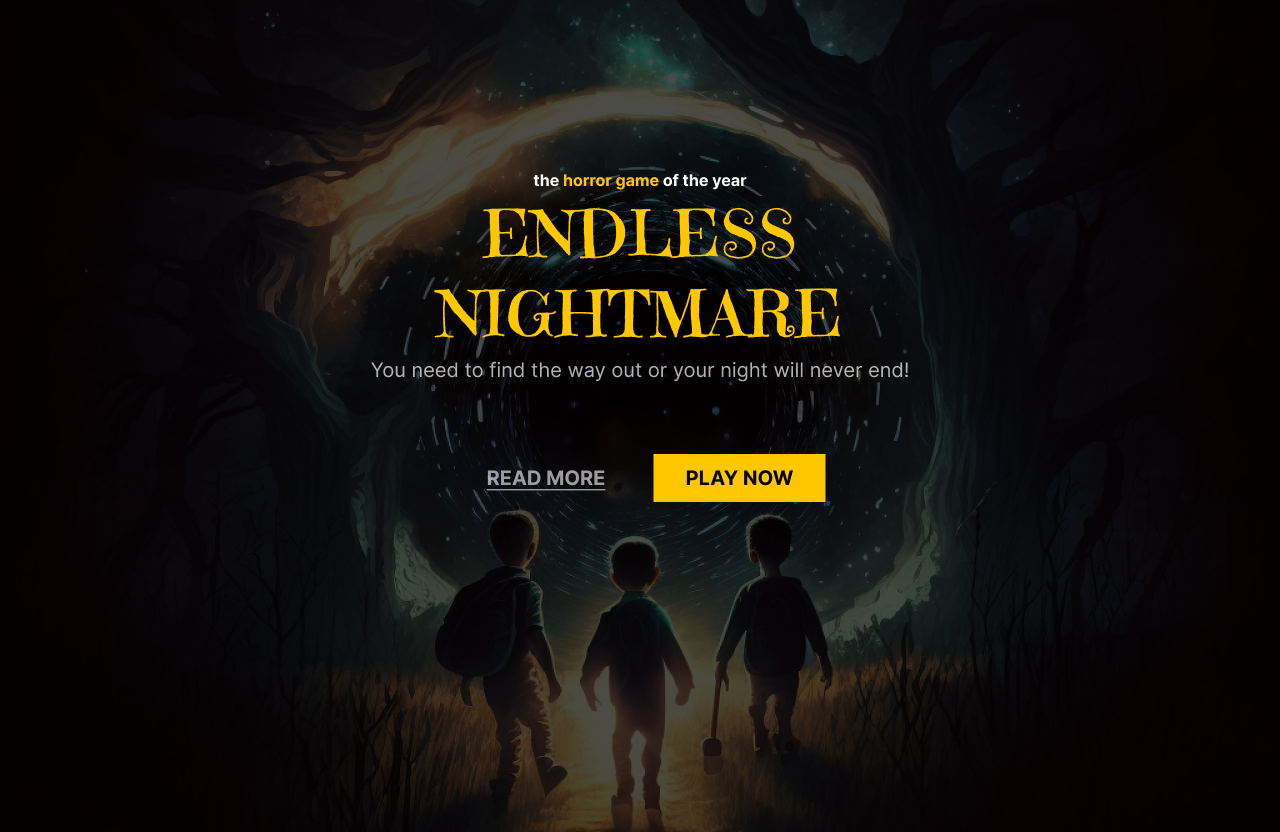 the horror game of the year
ENDLESS
NIGHTMARE
You need to find the way out or your night will never end!
READ MORE
PLAY NOW